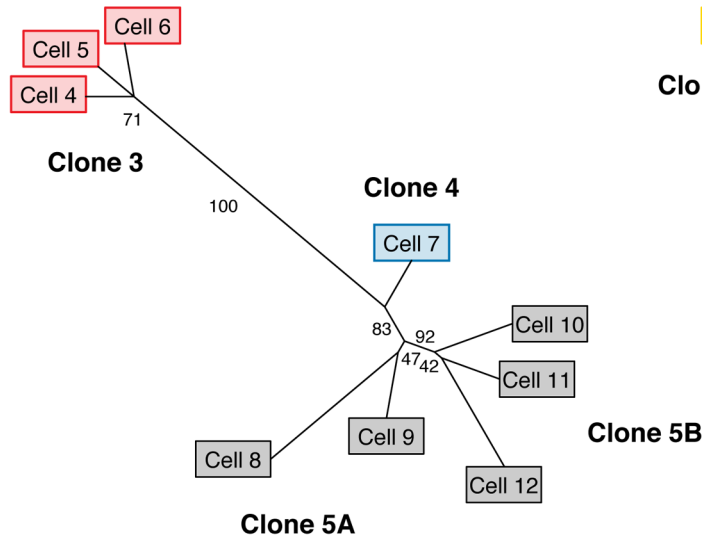 Cell 6
Cell 5
Cell 4
71
Clone 3
100
Clone 4
Cell 7
83
92
47
42
Cell 10
Cell 11
Clone 5B
Cell 8
Cell 9
Cell 12
Clone 5A
Clo